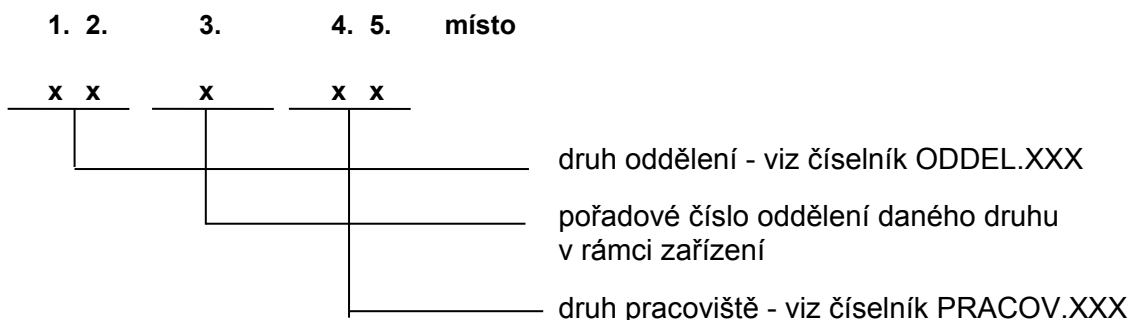 1. 2. 3. 4. 5. místo
x x x x x
druh oddělení - viz číselník ODDEL.XXX
pořadové číslo oddělení daného druhu
v rámci zařízení
druh pracoviště - viz číselník PRACOV.XXX